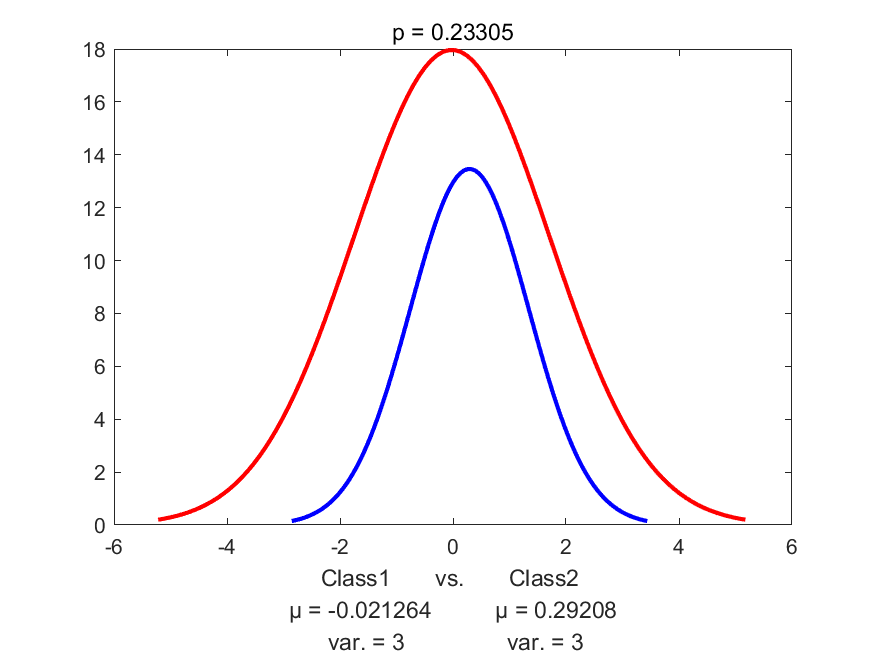 p = 0.23305
18
16
14
12
10
8
6
4
2
0
-6 -4 -2 0 2 4 6
Class1 vs. Class2
μ = -0.021264 μ = 0.29208
var. = 3 var. = 3